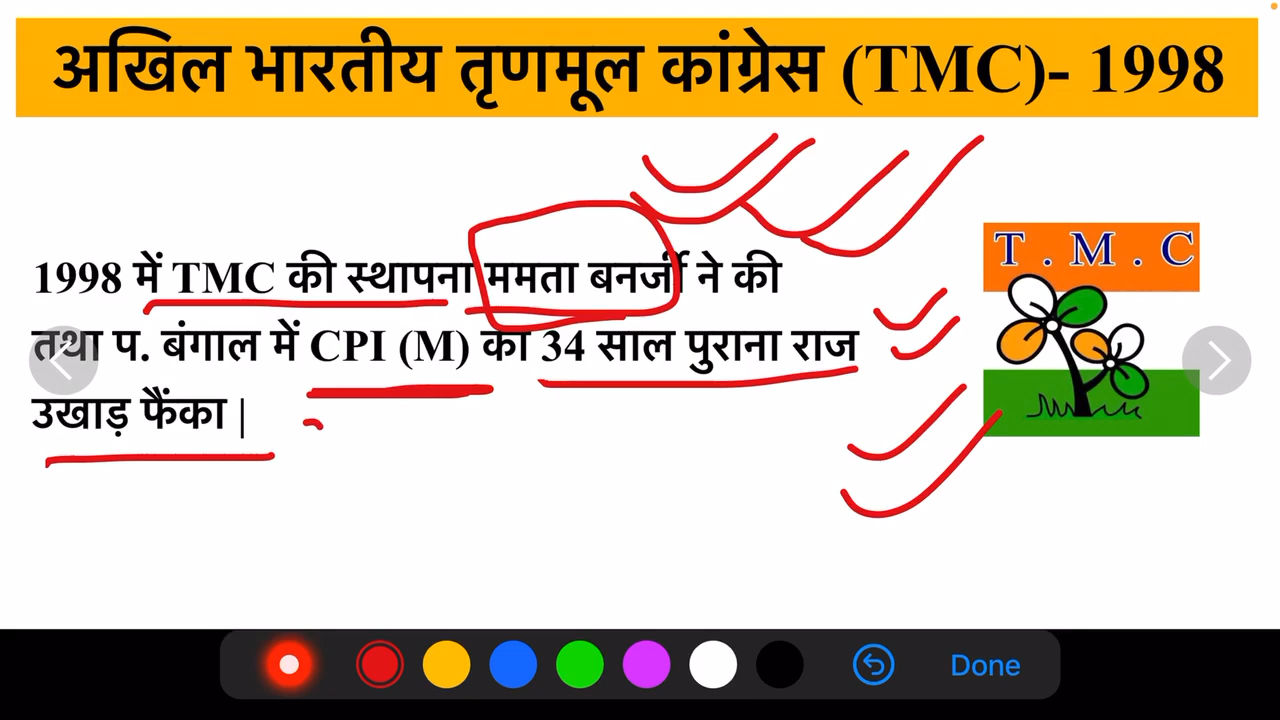 अखिल भारतीय तृणमूल कांग्रेस (TMC)- 1998
T . M . C
1998 में TMC की स्थापना ममता बनर्जी ने की
तथा प. बंगाल में CPI (M) का 34 साल पुराना राज
उखाड़ फैंका |
Done